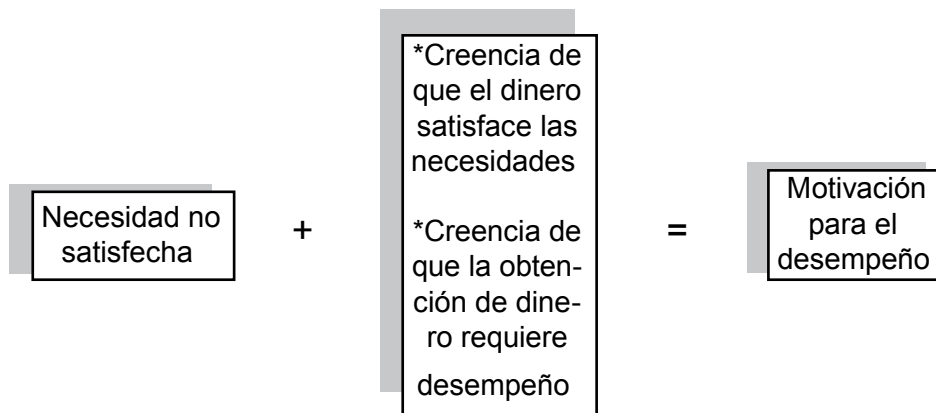 Necesidad no
satisfecha
+
*Creencia de
que el dinero
satisface las
necesidades
*Creencia de
que la obten-
ción de dine-
ro requiere
desempeño
=
Motivación
para el
desempeño